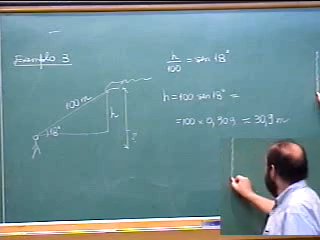 Exemplo 3
h/100 = sen 18°
100 m
h = 100 sen 18° =
h
= 100 x 0,309 = 30,9 m
18°
?